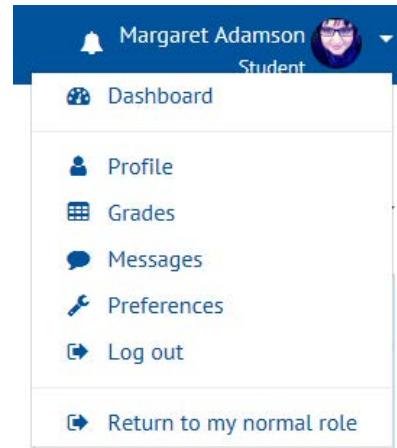 Margaret Adamson
Student
Dashboard
Profile
Grades
Messages
Preferences
Log out
Return to my normal role